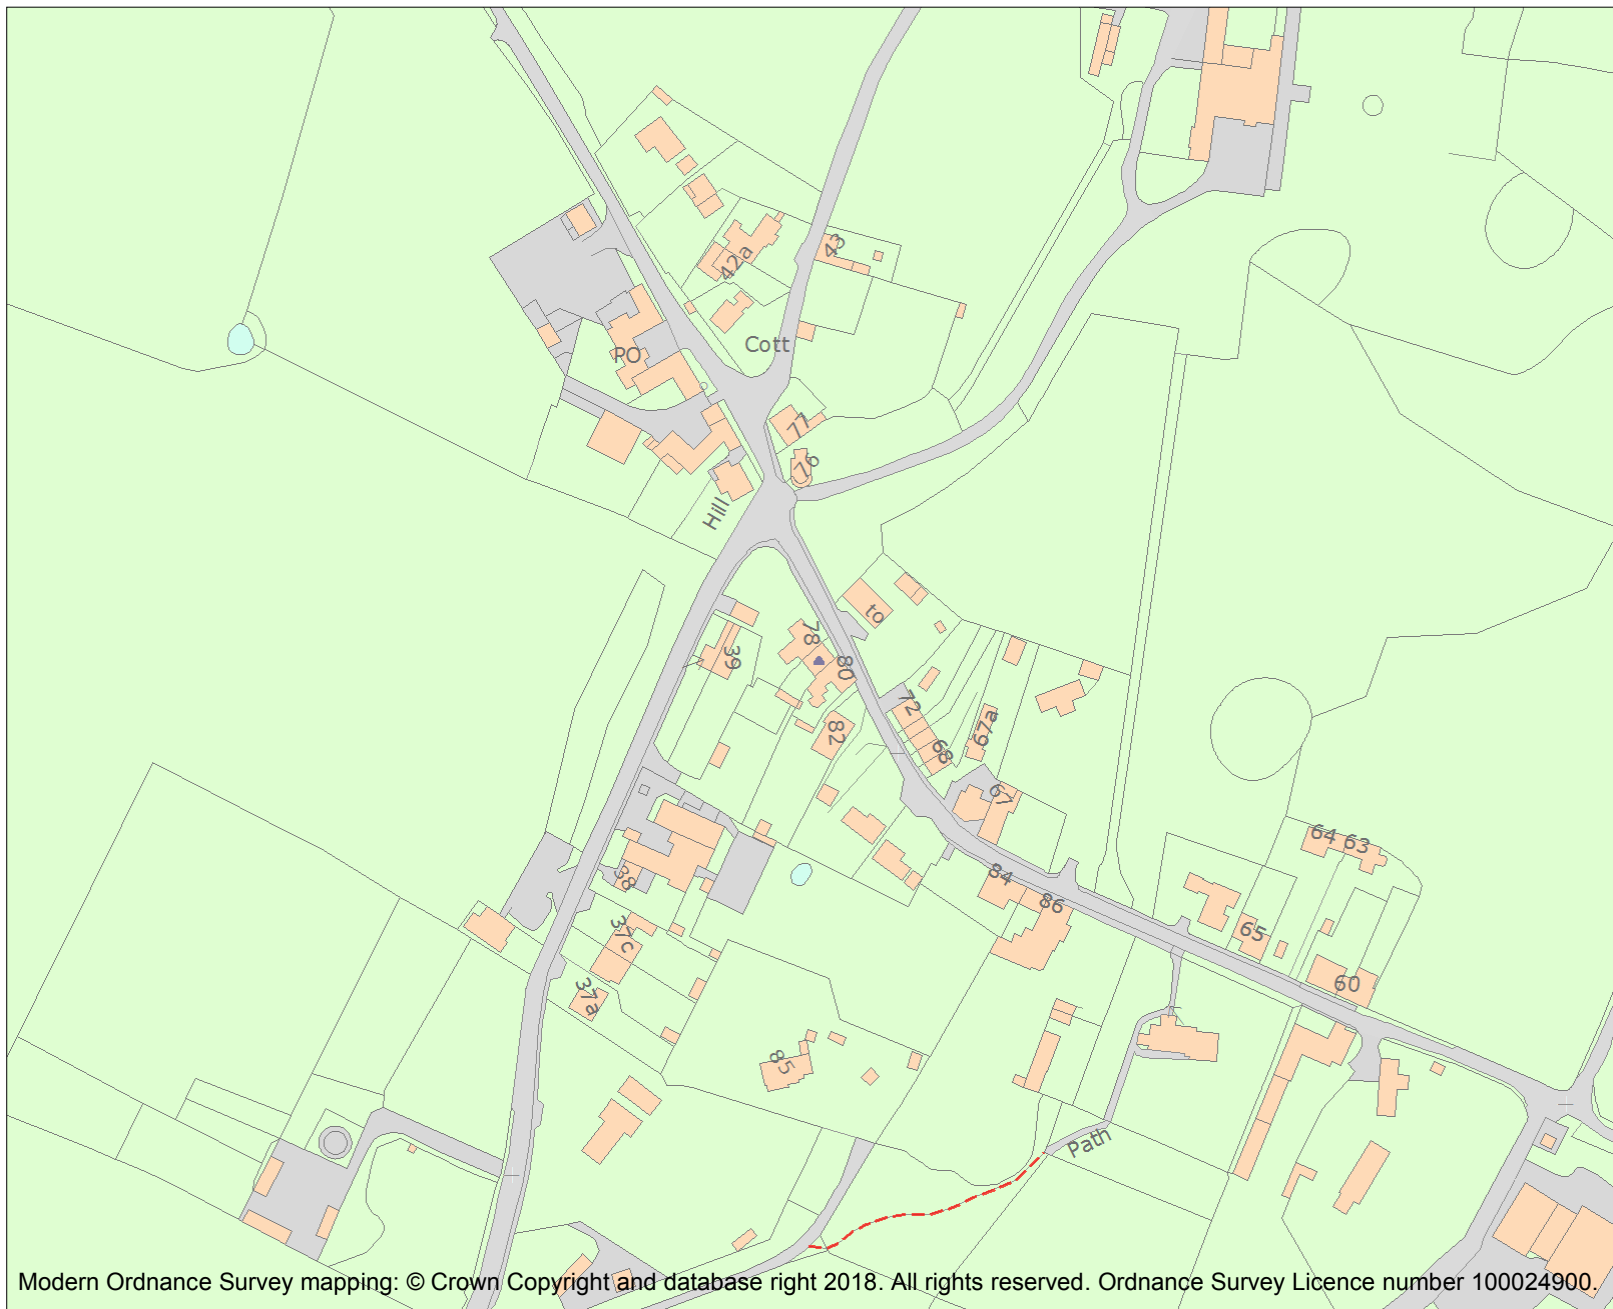 43
42a
Cott
PO
77
76
Hill
to
78
39
80
72
82
67a
68
67
64 63
38
84
86
65
37c
60
37a
85
Path
Modern Ordnance Survey mapping: © Crown Copyright and database right 2018. All rights reserved. Ordnance Survey Licence number 100024900.